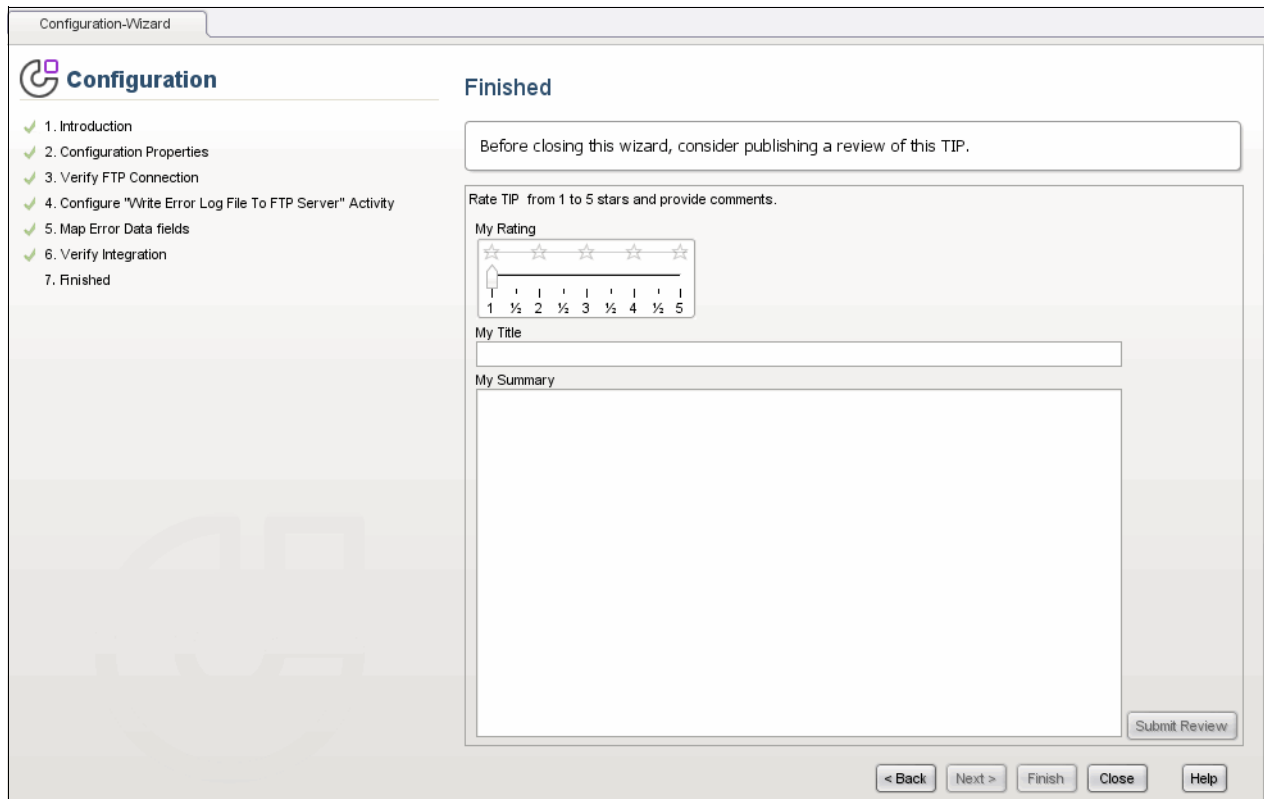 Configuration-Wizard
Configuration
1. Introduction
2. Configuration Properties
3. Verify FTP Connection
4. Configure "Write Error Log File To FTP Server" Activity
5. Map Error Data fields
6. Verify Integration
7. Finished
Finished
Before closing this wizard, consider publishing a review of this TIP.
Rate TIP from 1 to 5 stars and provide comments.
My Rating
1 ½ 2 ½ 3 ½ 4 ½ 5
My Title
My Summary
Submit Review
< Back Next > Finish Close Help